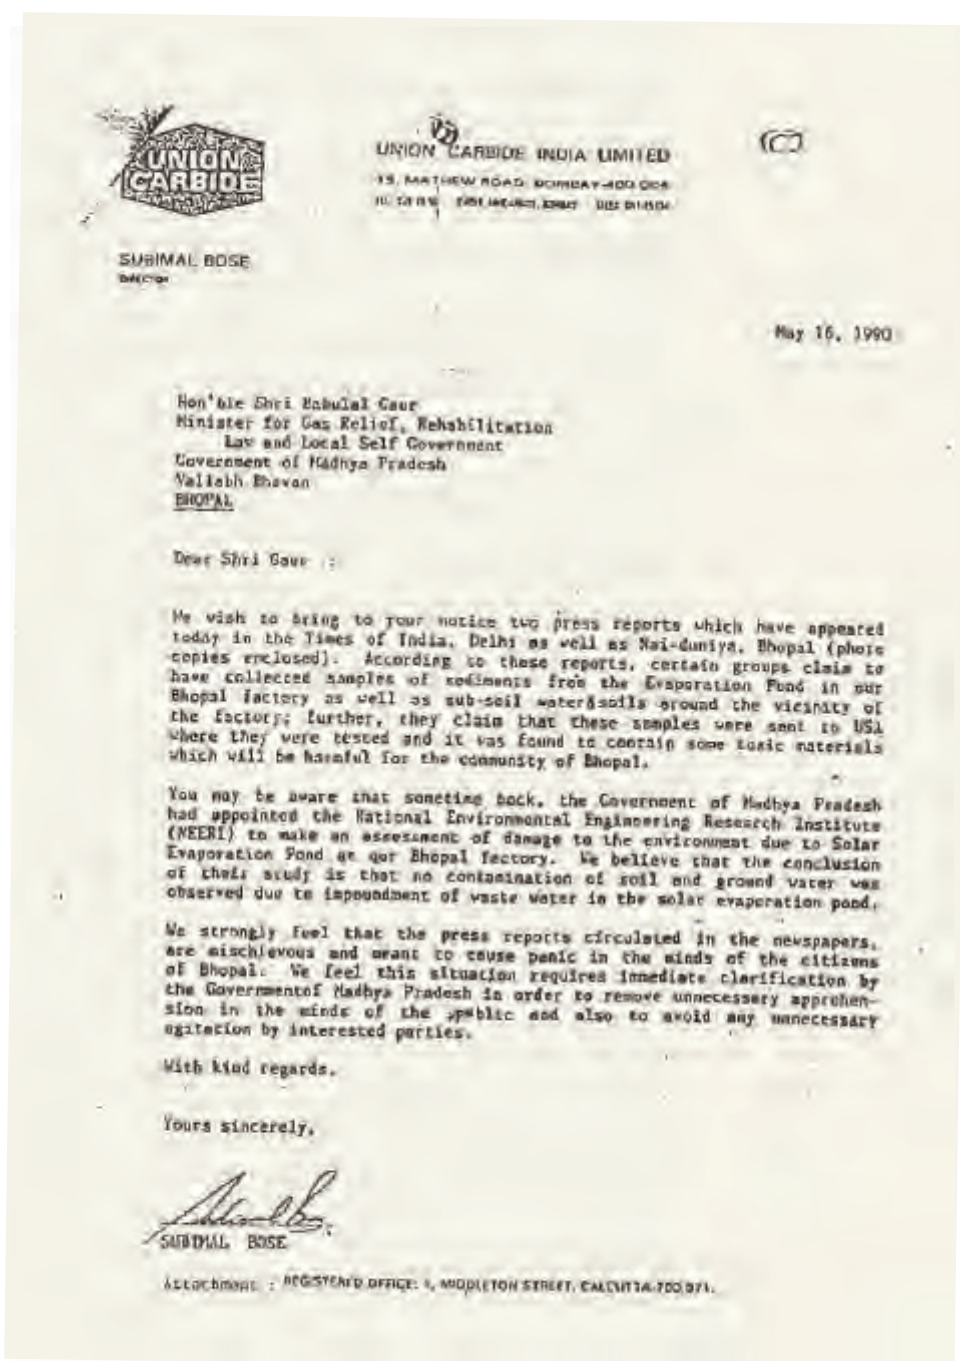 UNION
CARBIDE
UNION CARBIDE INDIA LIMITED
15, MATHEW ROAD, BOMBAY-400 004
SUBIMAL BOSE
DIRECTOR
May 16, 1990
Hon'ble Shri Babulal Gaur
Minister for Gas Relief, Rehabilitation
Law and Local Self Government
Government of Madhya Pradesh
Vallabh Bhavan
BHOPAL
Dear Shri Gaur :
We wish to bring to your notice two press reports which have appeared
today in the Times of India, Delhi as well as Nai-duniya, Bhopal (photo
copies enclosed). According to these reports, certain groups claim to
have collected samples of sediments from the Evaporation Pond in our
Bhopal factory as well as sub-soil water&soils around the vicinity of
the factory; further, they claim that these samples were sent to USA
where they were tested and it was found to contain some toxic materials
which will be harmful for the community of Bhopal.
You may be aware that sometime back, the Government of Madhya Pradesh
had appointed the National Environmental Engineering Research Institute
(NEERI) to make an assessment of damage to the environment due to Solar
Evaporation Pond at our Bhopal factory. We believe that the conclusion
of their study is that no contamination of soil and ground water was
observed due to impoundment of waste water in the solar evaporation pond.
We strongly feel that the press reports circulated in the newspapers,
are mischievous and meant to cause panic in the minds of the citizens
of Bhopal. We feel this situation requires immediate clarification by
the Governmentof Madhya Pradesh in order to remove unnecessary apprehen-
sion in the minds of the public and also to avoid any unnecessary
agitation by interested parties.
With kind regards,
Yours sincerely,
SUBIMAL BOSE
Attachment : REGISTERED OFFICE: 1, MIDDLETON STREET, CALCUTTA-700 071.